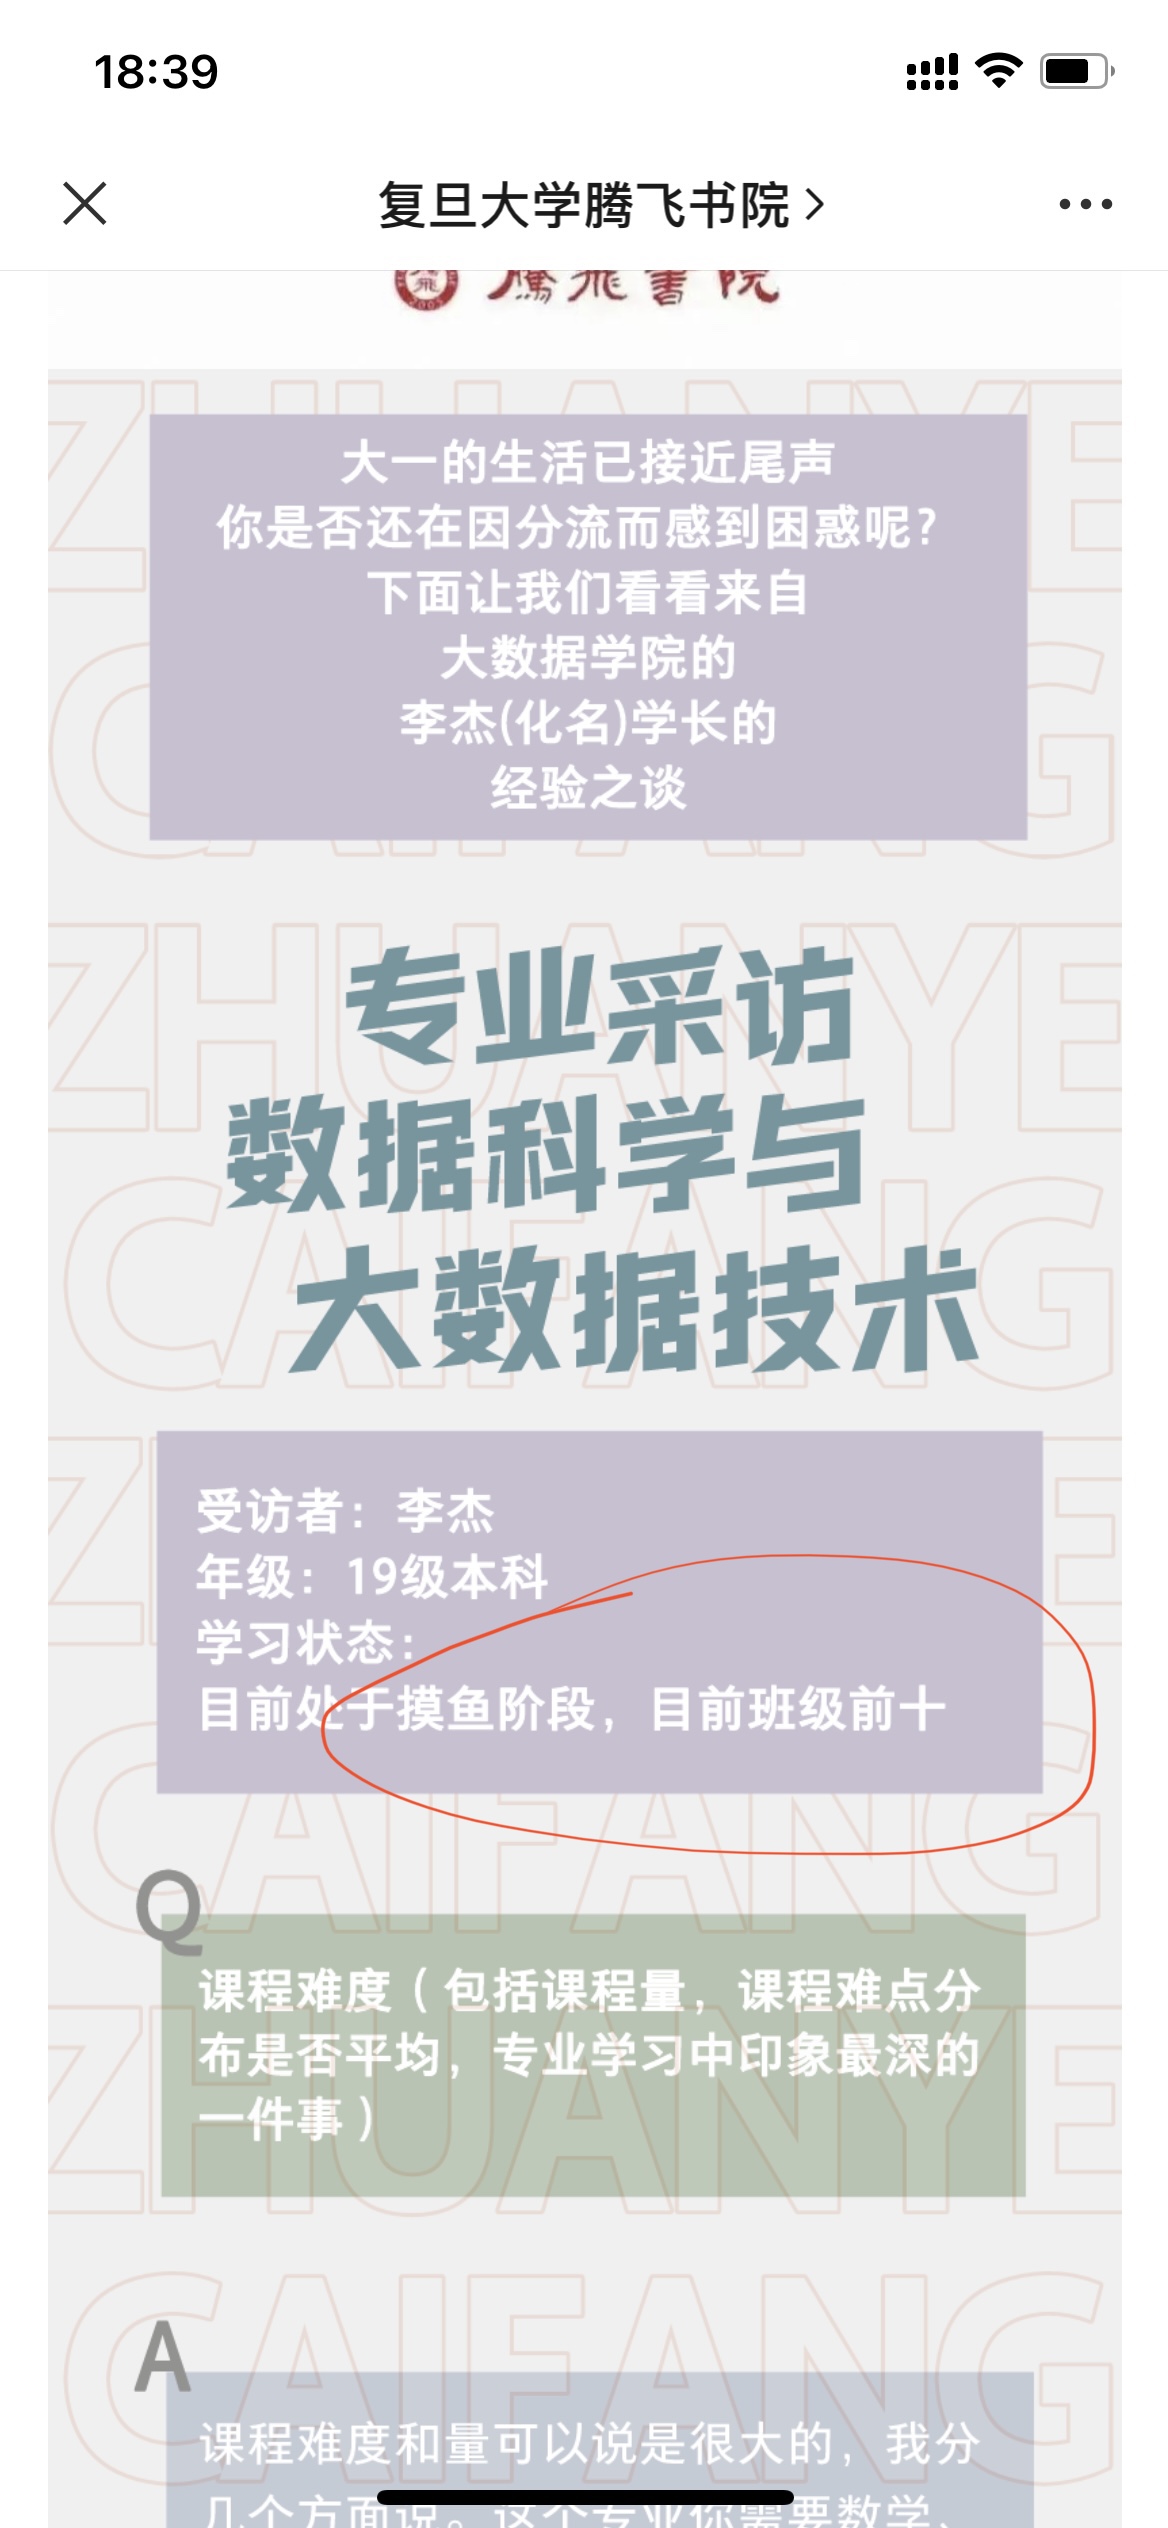 18:39
复旦大学腾飞书院
腾飞书院
大一的生活已接近尾声
你是否还在因分流而感到困惑呢?
下面让我们看看来自
大数据学院的
李杰(化名)学长的
经验之谈
专业采访
数据科学与
大数据技术
ZHUANYE
CAIFANG
ZHUANYE
CAIFANG
受访者：李杰
年级：19级本科
学习状态：
目前处于摸鱼阶段，目前班级前十
Q
课程难度（包括课程量，课程难点分
布是否平均，专业学习中印象最深的
一件事）
A
课程难度和量可以说是很大的，我分
几个方面说。这个专业你需要数学、